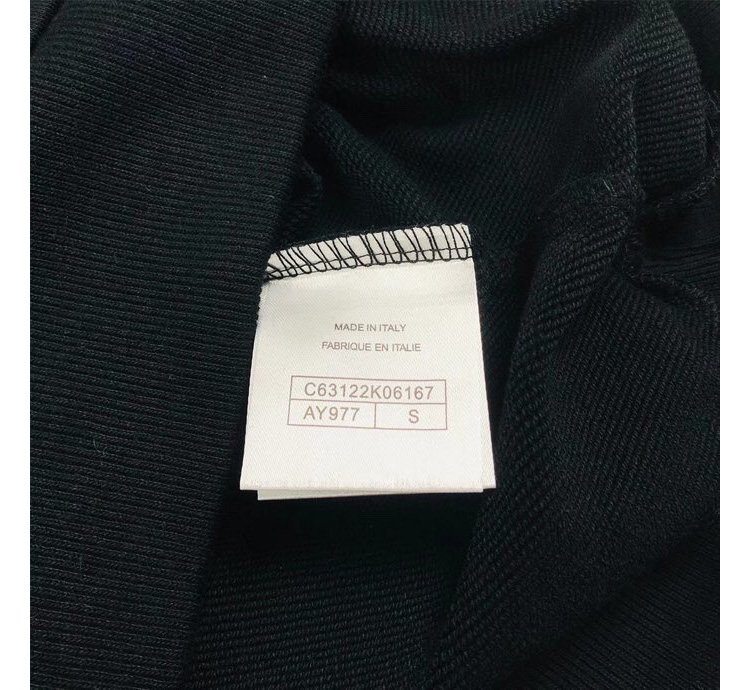 MADE IN ITALY
FABRIQUE EN ITALIE
C63122K06167
AY977 S